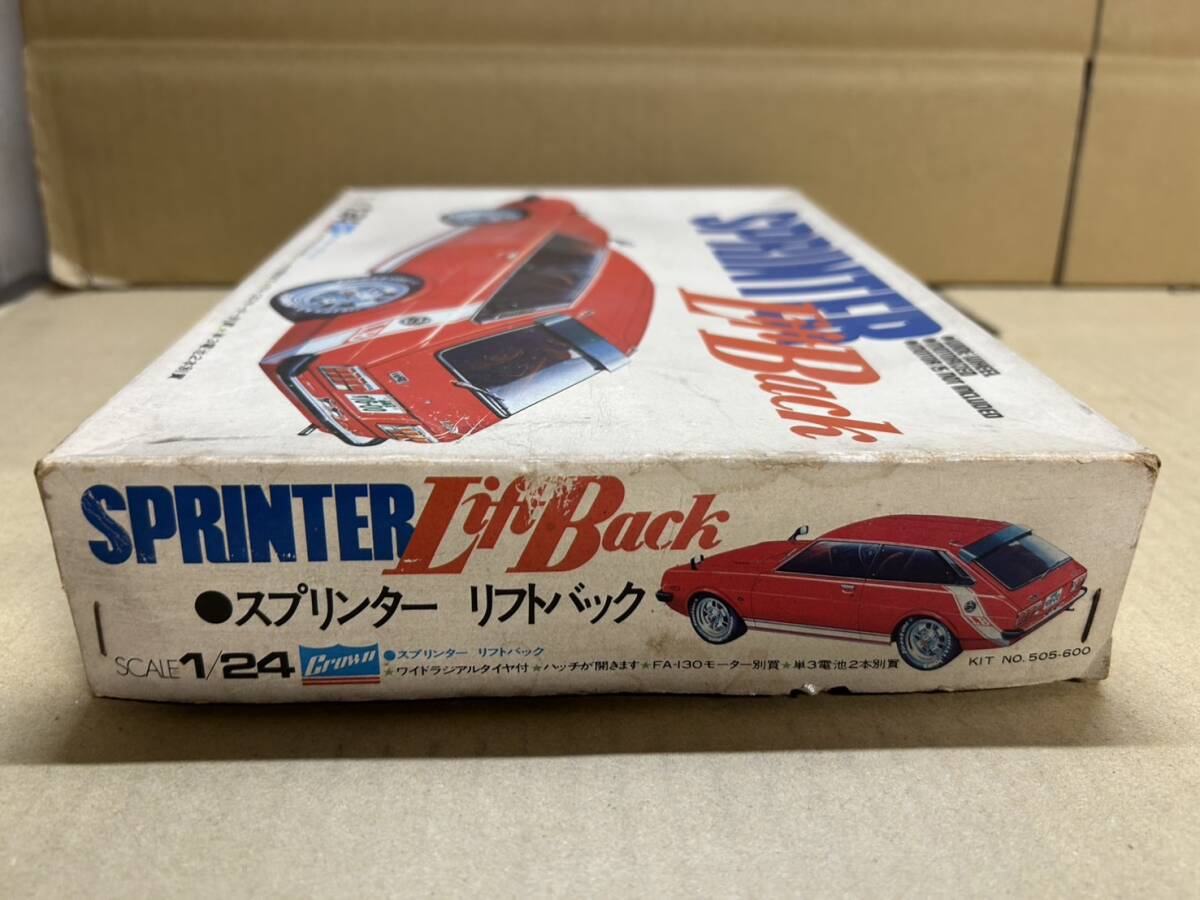 SPRINTER
Lift Back
MOTOR IS NOT INCLUDED
SPRINTER Lift Back
●スプリンター リフトバック
SCALE 1/24 Crown
●スプリンター リフトバック
★ワイドラジアルタイヤ付★ハッチが開きます★FA-130モーター別買★単3電池2本別買
KIT NO. 505-600